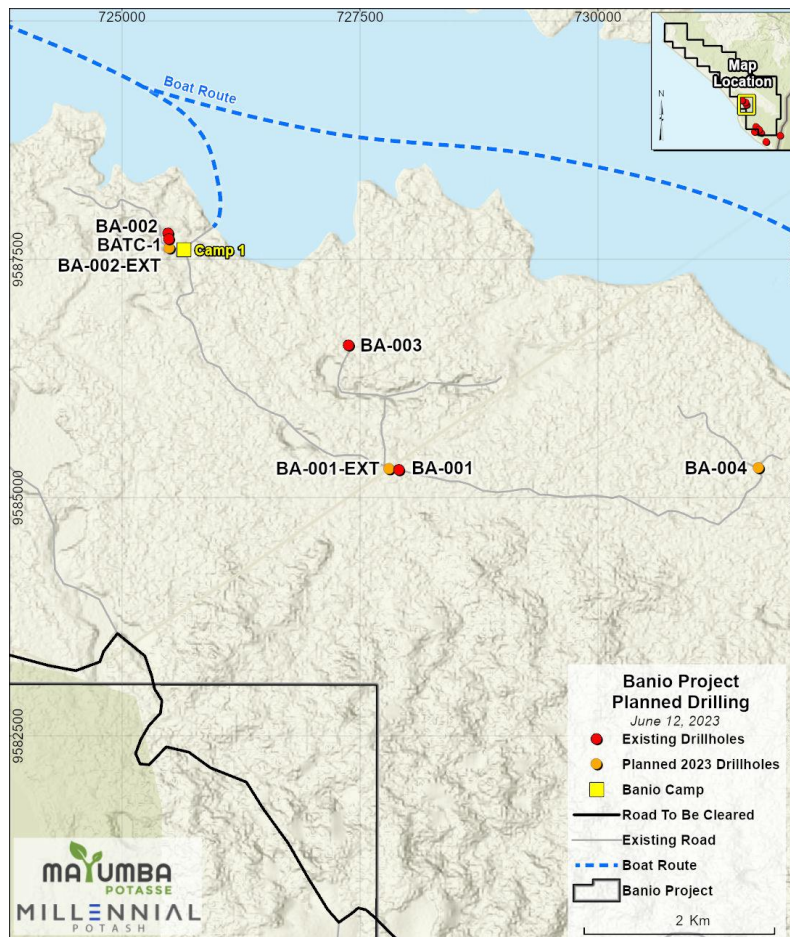 725000
727500
730000
Map
Location
N
Boat Route
BA-002
BATC-1
BA-002-EXT
Camp 1
9587500
BA-003
BA-001-EXT
BA-001
BA-004
9585000
9582500
Banio Project
Planned Drilling
June 12, 2023
Existing Drillholes
Planned 2023 Drillholes
Banio Camp
Road To Be Cleared
Existing Road
Boat Route
Banio Project
2 Km
MAYUMBA
POTASSE
MILLENNIAL
POTASH